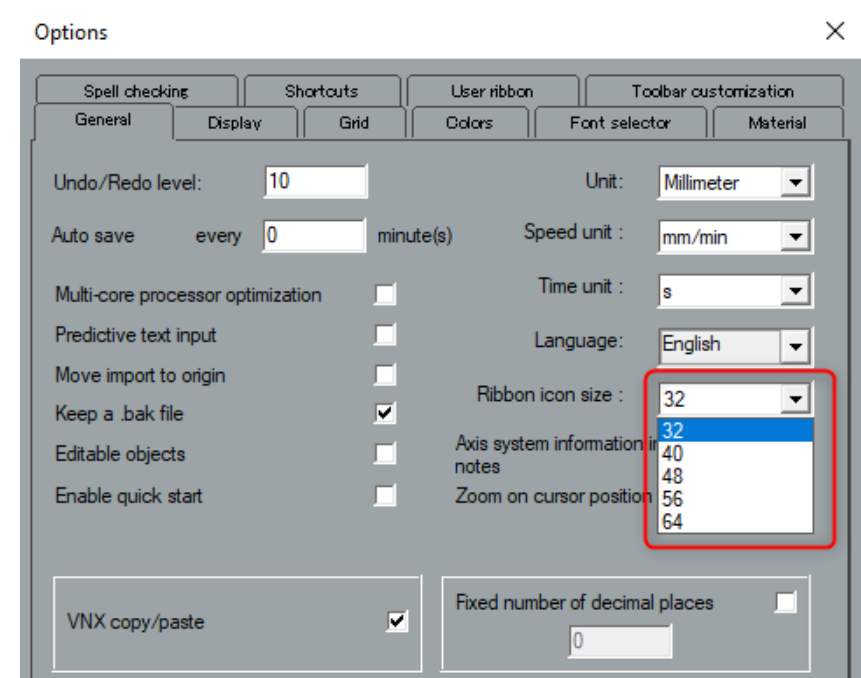 Options
Spell checking Shortcuts User ribbon Toolbar customization
General Display Grid Colors Font selector Material
Undo/Redo level: 10 Unit: Millimeter
Auto save every 0 minute(s) Speed unit : mm/min
Time unit : s
Multi-core processor optimization
Predictive text input
Language: English
Move import to origin
Ribbon icon size : 32
Keep a .bak file
32
Editable objects
Axis system information in
notes
40
48
Enable quick start
Zoom on cursor position
56
64
VNX copy/paste
Fixed number of decimal places
0